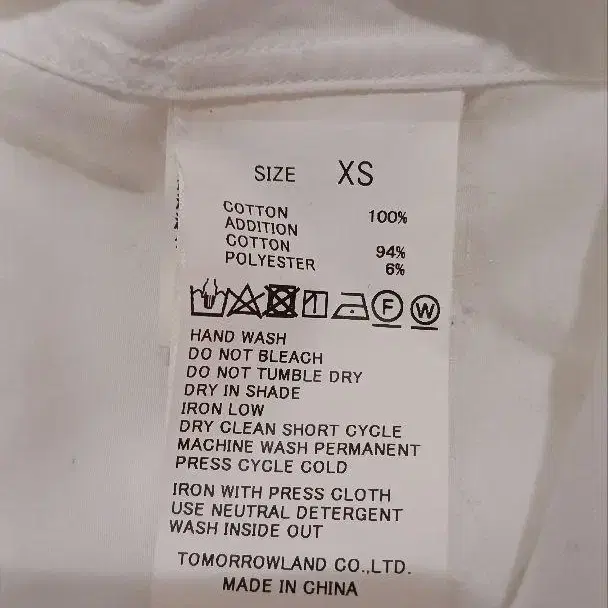 SIZE XS
COTTON 100%
ADDITION
COTTON 94%
POLYESTER 6%
F W
HAND WASH
DO NOT BLEACH
DO NOT TUMBLE DRY
DRY IN SHADE
IRON LOW
DRY CLEAN SHORT CYCLE
MACHINE WASH PERMANENT
PRESS CYCLE COLD
IRON WITH PRESS CLOTH
USE NEUTRAL DETERGENT
WASH INSIDE OUT
TOMORROWLAND CO.,LTD.
MADE IN CHINA